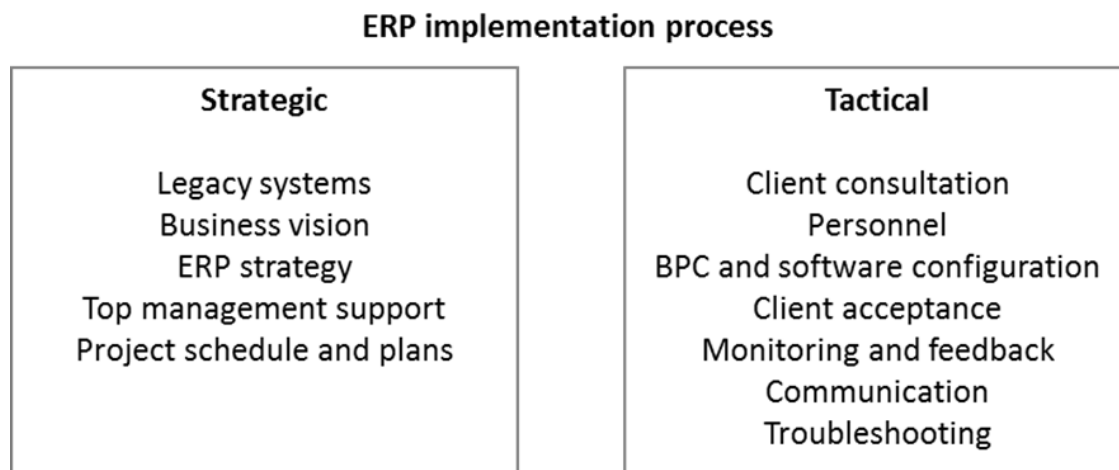 ERP implementation process
Strategic
Legacy systems
Business vision
ERP strategy
Top management support
Project schedule and plans
Tactical
Client consultation
Personnel
BPC and software configuration
Client acceptance
Monitoring and feedback
Communication
Troubleshooting